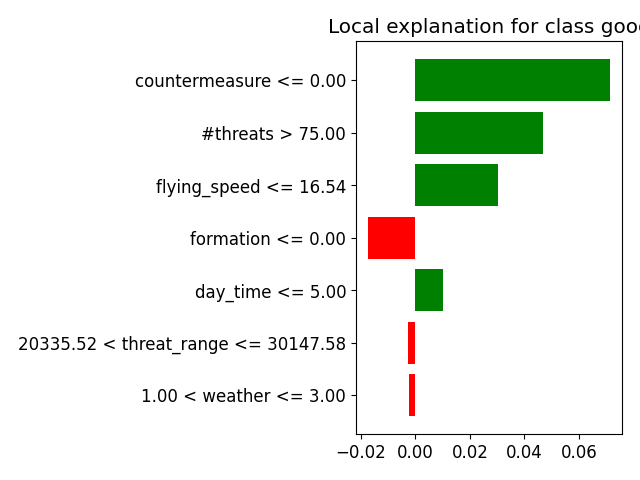 Local explanation for class good
countermeasure <= 0.00
#threats > 75.00
flying_speed <= 16.54
formation <= 0.00
day_time <= 5.00
20335.52 < threat_range <= 30147.58
1.00 < weather <= 3.00
−0.02 0.00 0.02 0.04 0.06